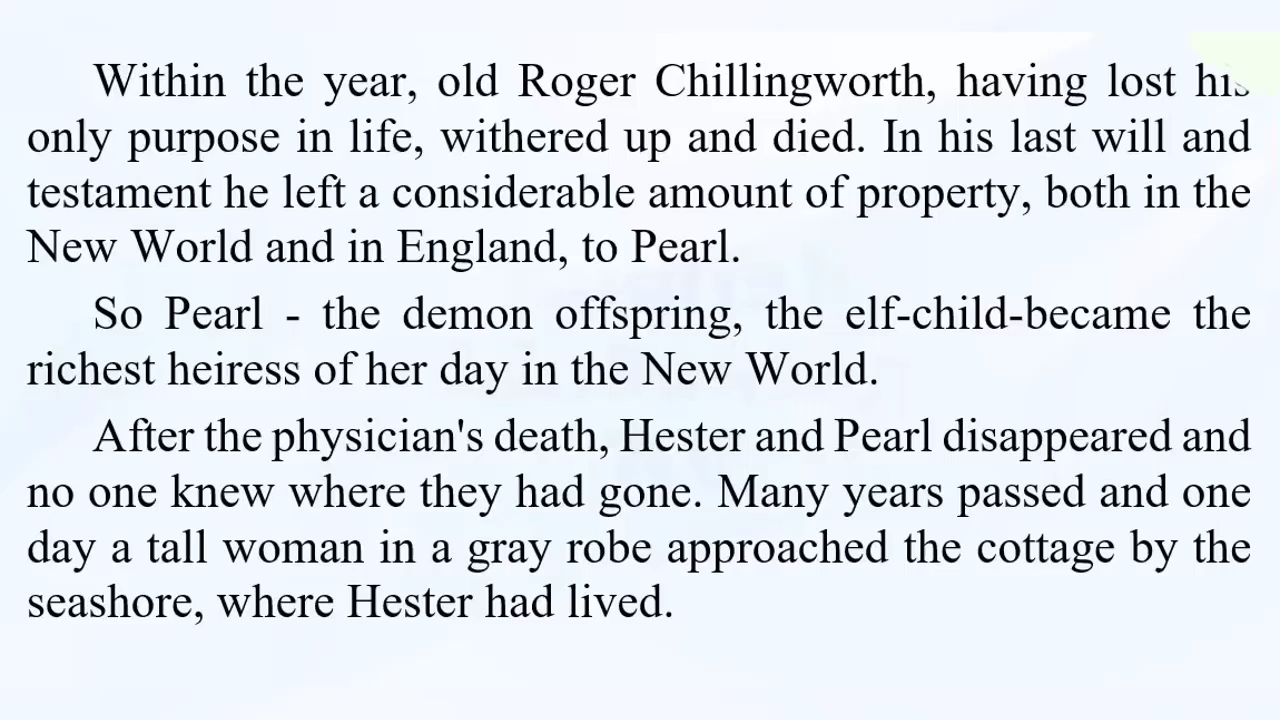 Within the year, old Roger Chillingworth, having lost his
only purpose in life, withered up and died. In his last will and
testament he left a considerable amount of property, both in the
New World and in England, to Pearl.
So Pearl - the demon offspring, the elf-child-became the
richest heiress of her day in the New World.
After the physician's death, Hester and Pearl disappeared and
no one knew where they had gone. Many years passed and one
day a tall woman in a gray robe approached the cottage by the
seashore, where Hester had lived.